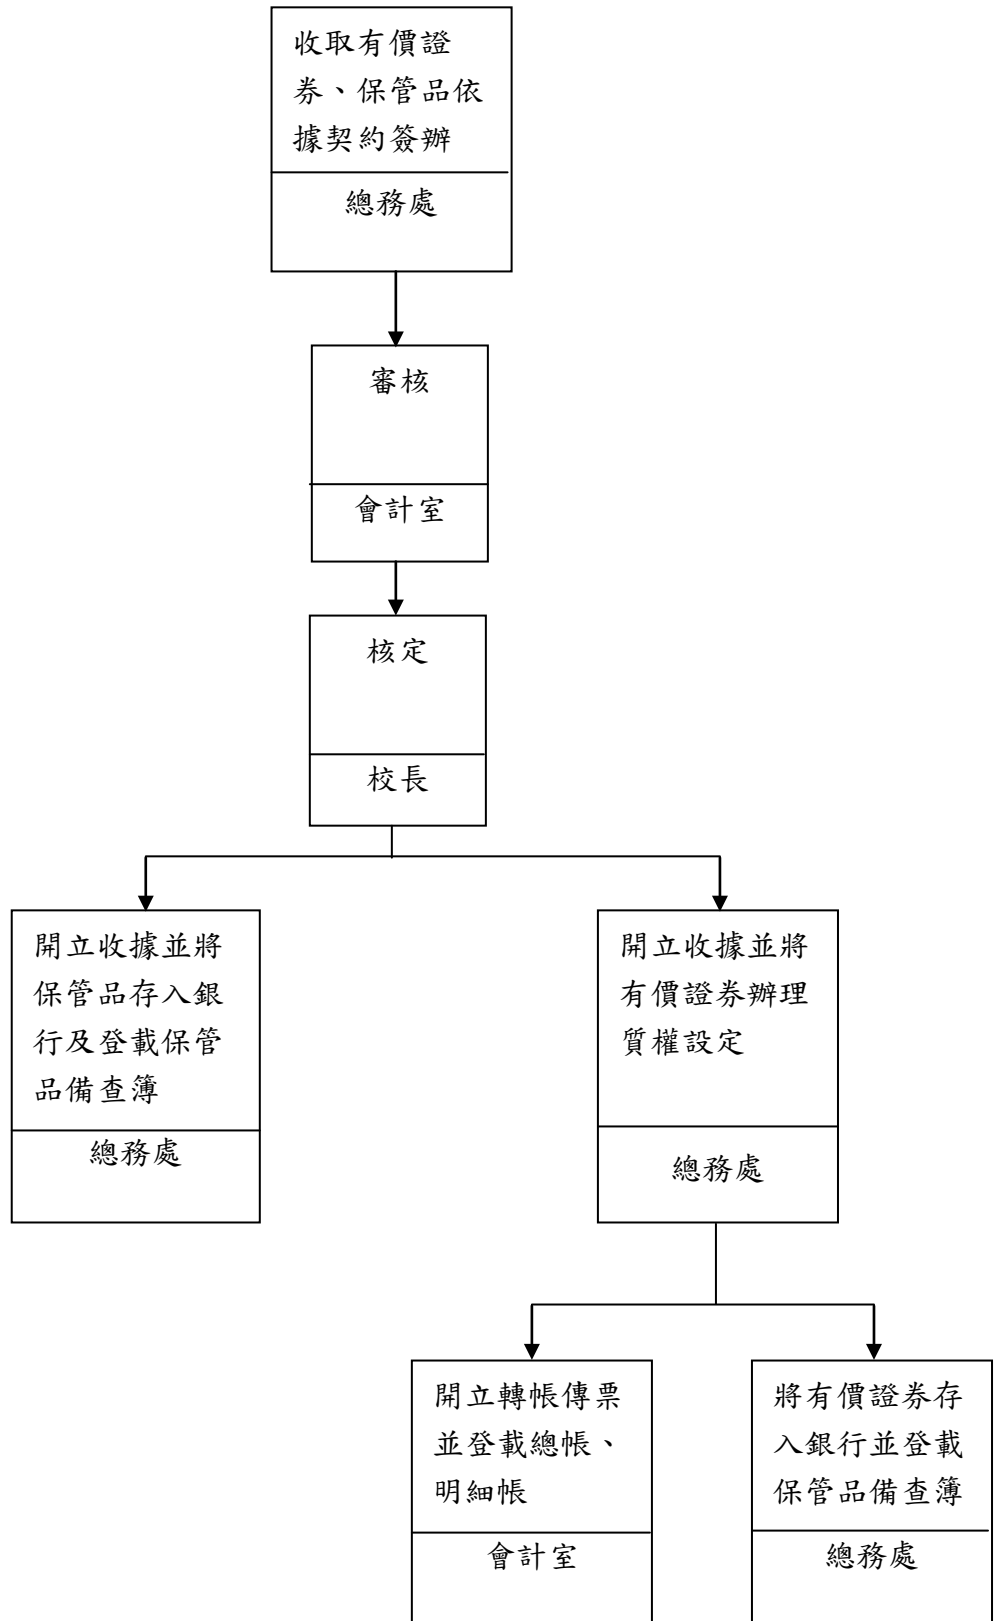 收取有價證
券、保管品依
據契約簽辦
總務處
審核
會計室
核定
校長
開立收據並將
保管品存入銀
行及登載保管
品備查簿
總務處
開立收據並將
有價證券辦理
質權設定
總務處
開立轉帳傳票
並登載總帳、
明細帳
會計室
將有價證券存
入銀行並登載
保管品備查簿
總務處